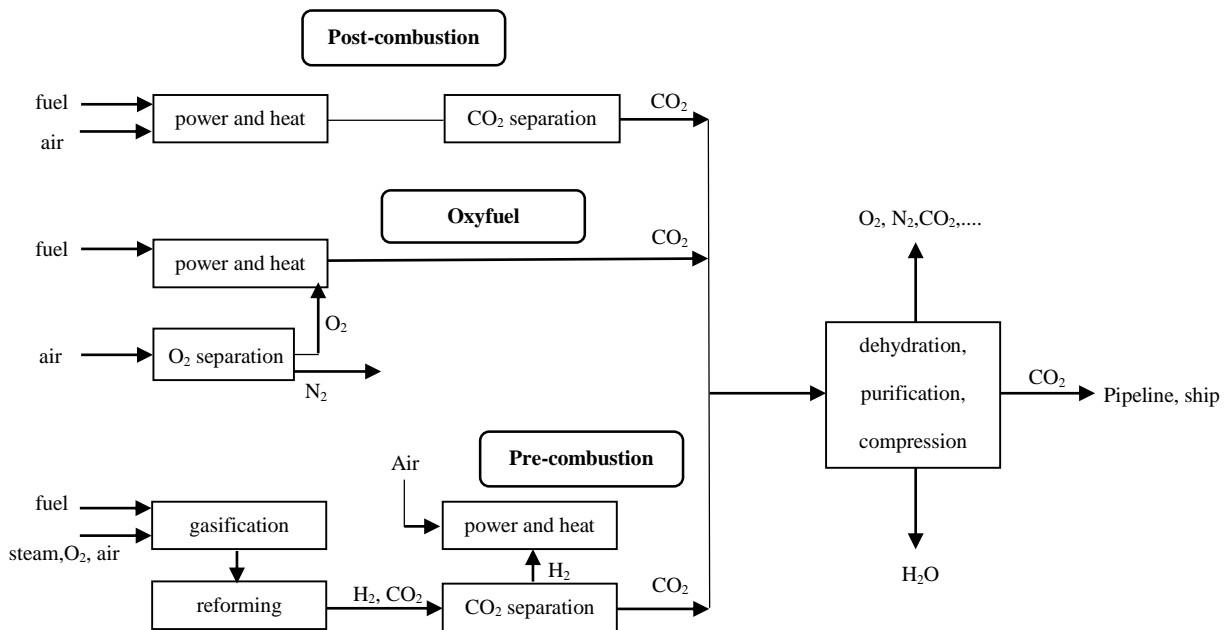 Post-combustion
fuel
air
power and heat
CO₂ separation
CO₂
Oxyfuel
fuel
power and heat
CO₂
O₂
air
O₂ separation
N₂
Pre-combustion
Air
fuel
steam,O₂, air
gasification
power and heat
H₂
reforming
H₂, CO₂
CO₂ separation
CO₂
O₂, N₂,CO₂,....
dehydration,
purification,
compression
CO₂
Pipeline, ship
H₂O